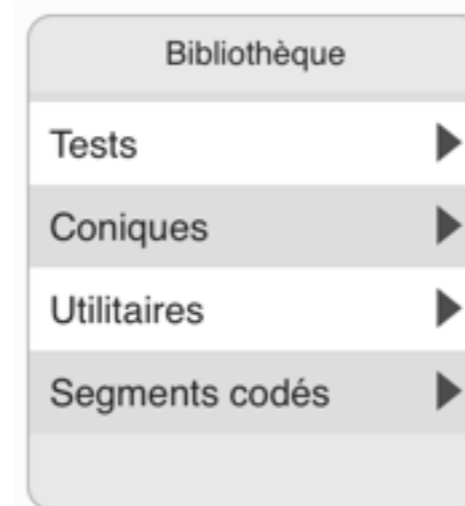 Bibliothèque
Tests
Coniques
Utilitaires
Segments codés